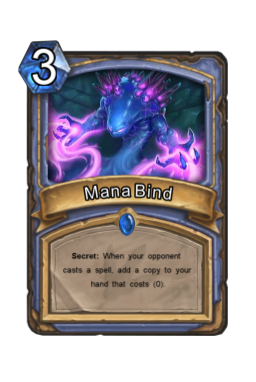 3
Mana Bind
Secret: When your opponent
casts a spell, add a copy to your
hand that costs (0).